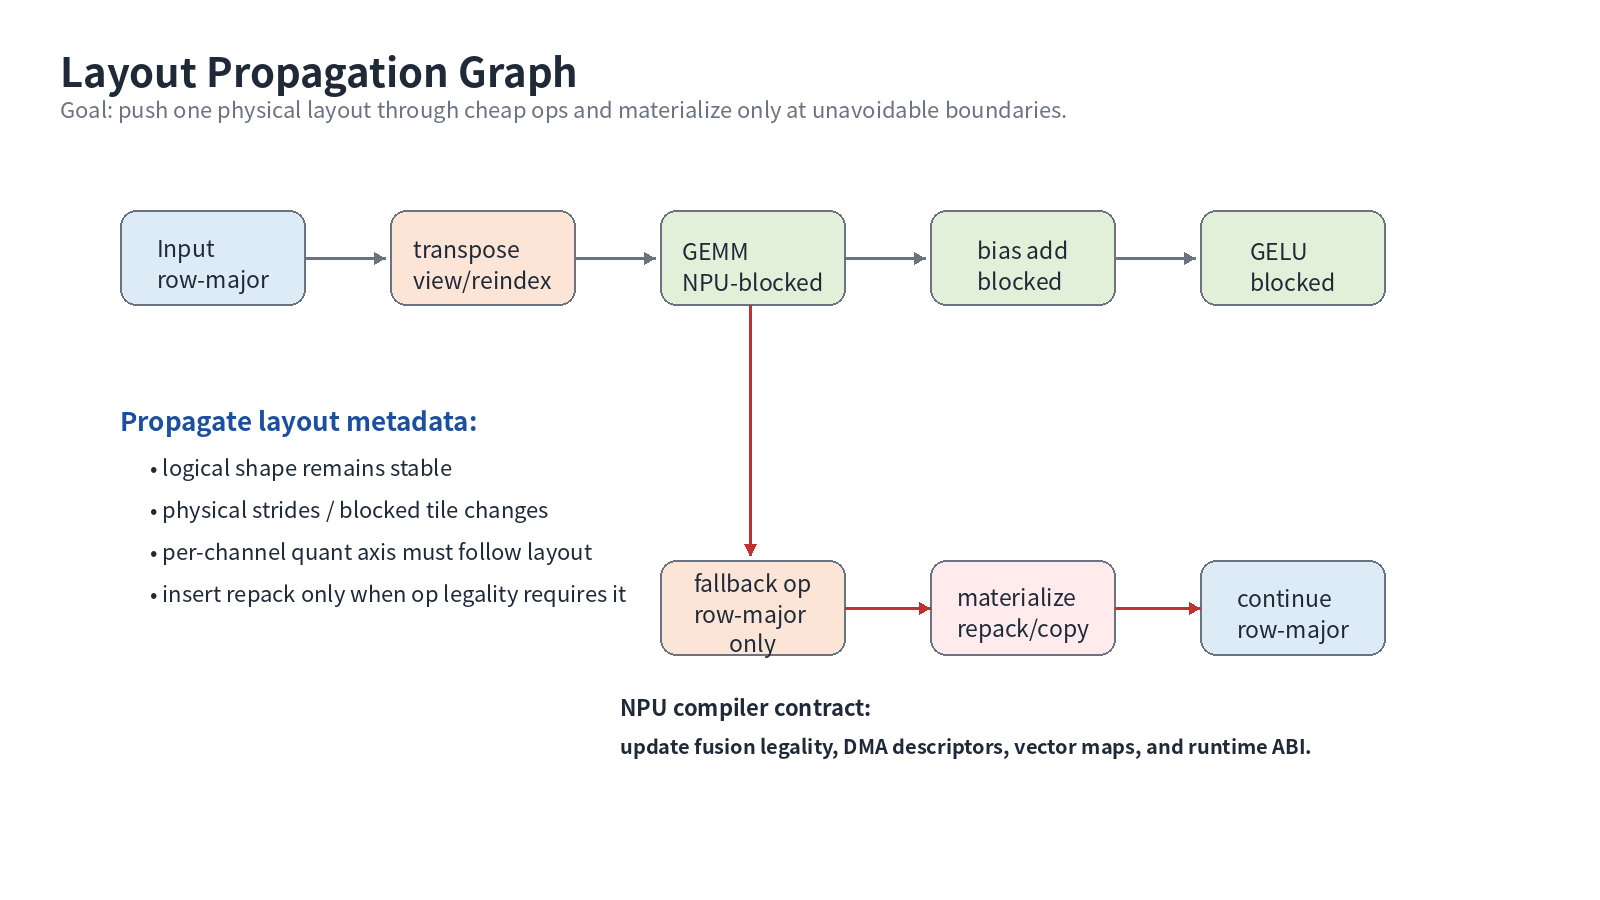 Layout Propagation Graph
Goal: push one physical layout through cheap ops and materialize only at unavoidable boundaries.
Input
row-major
transpose
view/reindex
GEMM
NPU-blocked
bias add
blocked
GELU
blocked
Propagate layout metadata:
• logical shape remains stable
• physical strides / blocked tile changes
• per-channel quant axis must follow layout
• insert repack only when op legality requires it
fallback op
row-major
only
materialize
repack/copy
continue
row-major
NPU compiler contract:
update fusion legality, DMA descriptors, vector maps, and runtime ABI.